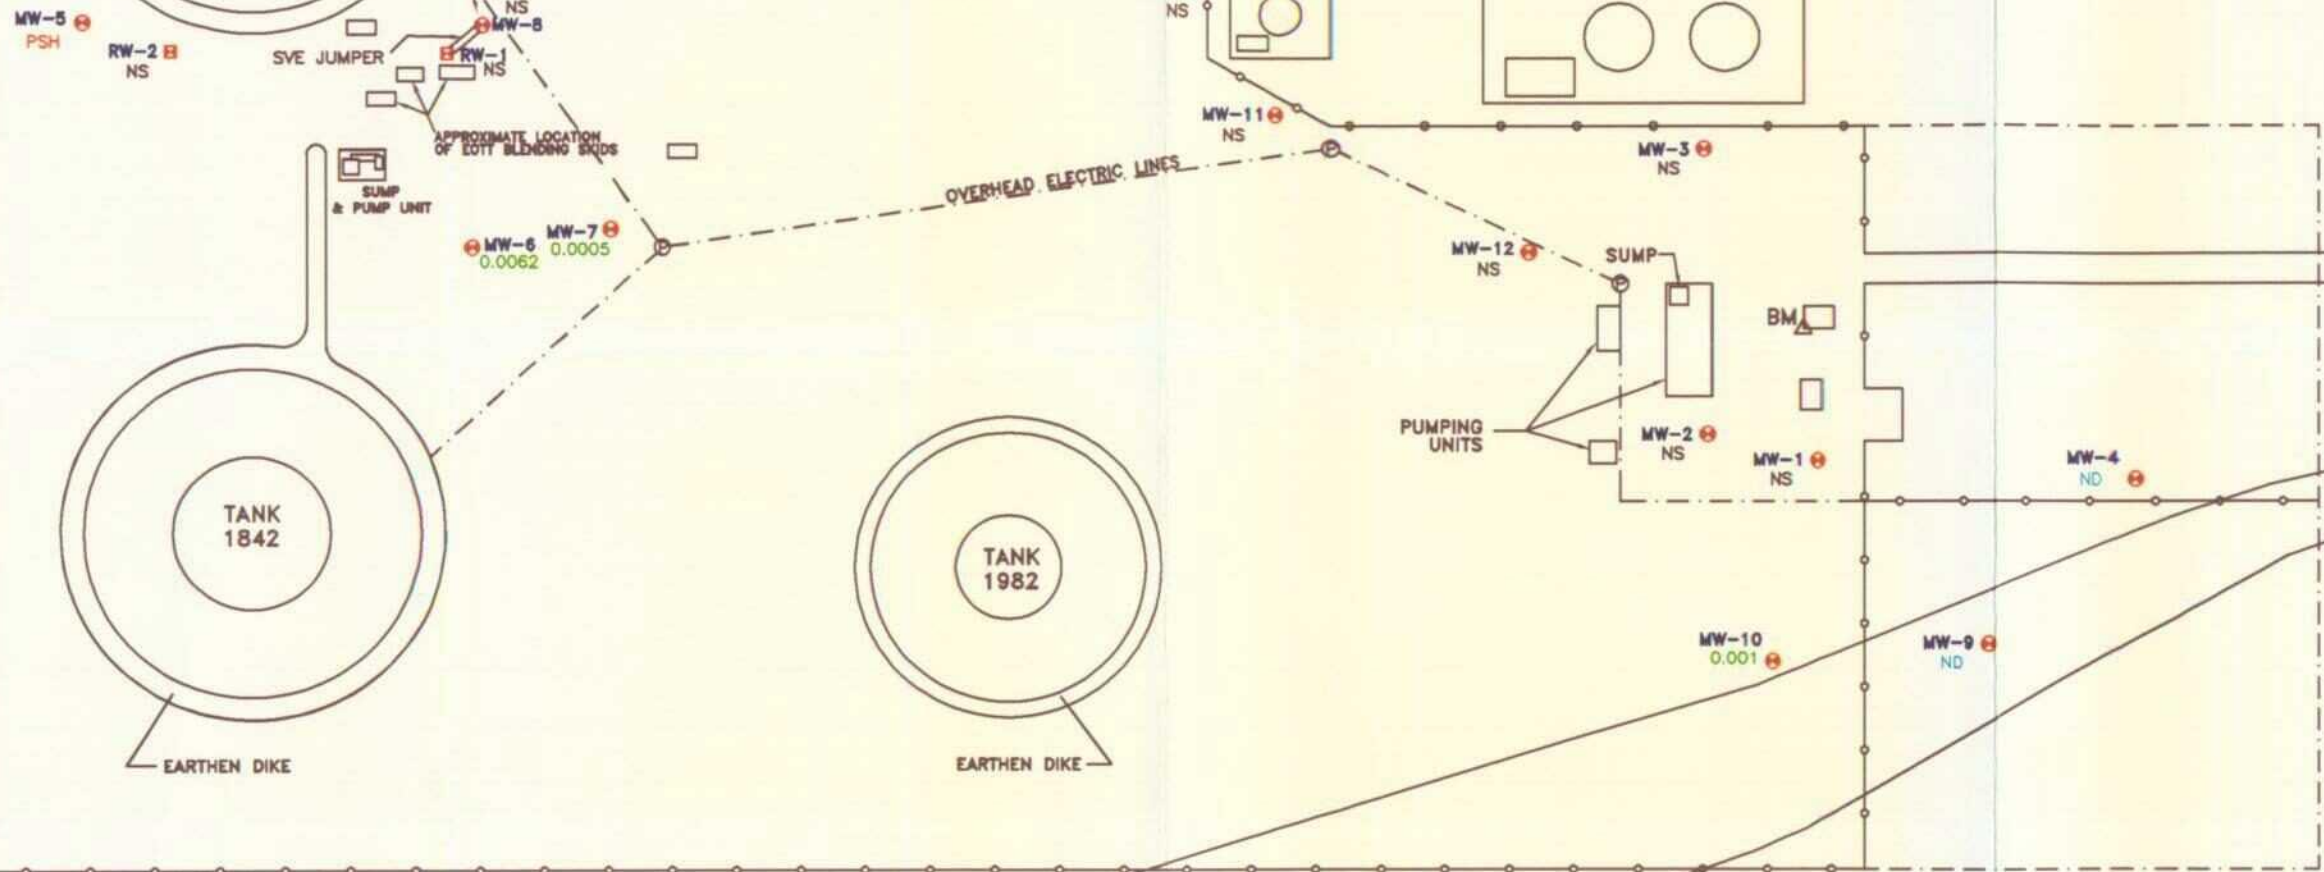 MW-5
PSH
RW-2
NS
SVE JUMPER
NS
MW-8
RW-1
NS
APPROXIMATE LOCATION
OF EOTT BLENDING SKIDS
SUMP
& PUMP UNIT
MW-6
0.0062
MW-7
0.0005
OVERHEAD ELECTRIC LINES
P
NS
MW-11
NS
P
MW-3
NS
MW-12
NS
SUMP
P
BM
PUMPING
UNITS
MW-2
NS
MW-1
NS
MW-4
ND
TANK
1842
TANK
1982
MW-10
0.001
MW-9
ND
EARTHEN DIKE
EARTHEN DIKE